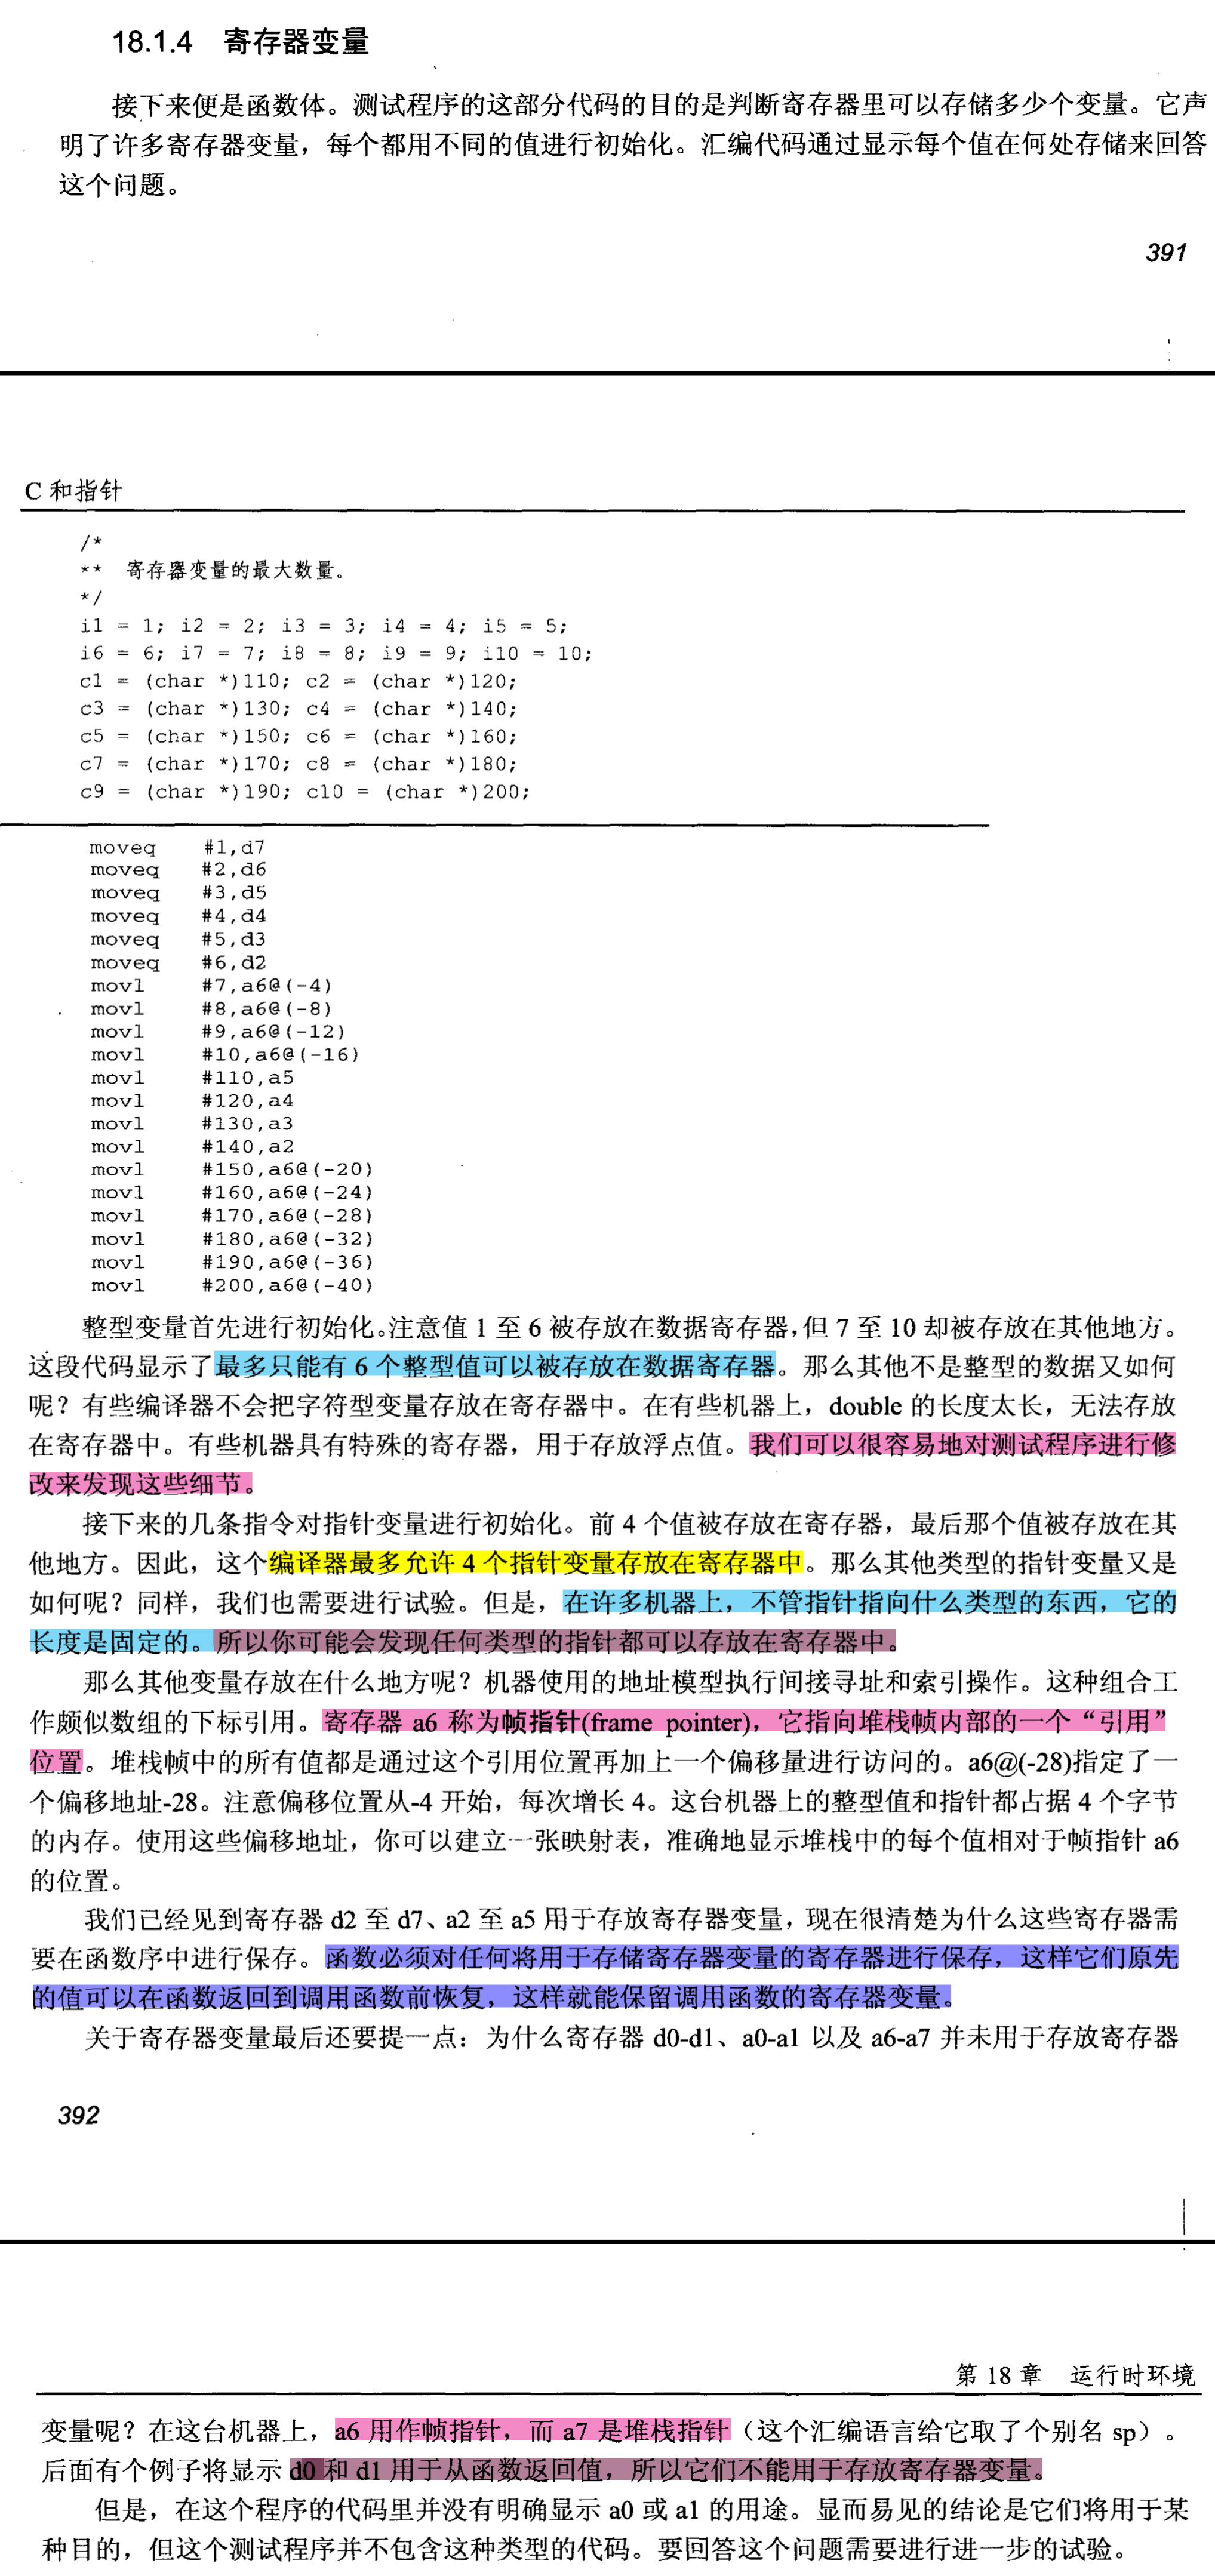 18.1.4 寄存器变量
接下来便是函数体。测试程序的这部分代码的目的是判断寄存器里可以存储多少个变量。它声
明了许多寄存器变量，每个都用不同的值进行初始化。汇编代码通过显示每个值在何处存储来回答
这个问题。
391
C 和指针
/*
** 寄存器变量的最大数量。
*/
i1 = 1; i2 = 2; i3 = 3; i4 = 4; i5 = 5;
i6 = 6; i7 = 7; i8 = 8; i9 = 9; i10 = 10;
c1 = (char *)110; c2 = (char *)120;
c3 = (char *)130; c4 = (char *)140;
c5 = (char *)150; c6 = (char *)160;
c7 = (char *)170; c8 = (char *)180;
c9 = (char *)190; c10 = (char *)200;
moveq #1,d7
moveq #2,d6
moveq #3,d5
moveq #4,d4
moveq #5,d3
moveq #6,d2
movl #7,a6@(-4)
movl #8,a6@(-8)
movl #9,a6@(-12)
movl #10,a6@(-16)
movl #110,a5
movl #120,a4
movl #130,a3
movl #140,a2
movl #150,a6@(-20)
movl #160,a6@(-24)
movl #170,a6@(-28)
movl #180,a6@(-32)
movl #190,a6@(-36)
movl #200,a6@(-40)
整型变量首先进行初始化。注意值 1 至 6 被存放在数据寄存器，但 7 至 10 却被存放在其他地方。
这段代码显示了最多只能有 6 个整型值可以被存放在数据寄存器。那么其他不是整型的数据又如何
呢？有些编译器不会把字符型变量存放在寄存器中。在有些机器上，double 的长度太长，无法存放
在寄存器中。有些机器具有特殊的寄存器，用于存放浮点值。我们可以很容易地对测试程序进行修
改来发现这些细节。
接下来的几条指令对指针变量进行初始化。前 4 个值被存放在寄存器，最后那个值被存放在其
他地方。因此，这个编译器最多允许 4 个指针变量存放在寄存器中。那么其他类型的指针变量又是
如何呢？同样，我们也需要进行试验。但是，在许多机器上，不管指针指向什么类型的东西，它的
长度是固定的。所以你可能会发现任何类型的指针都可以存放在寄存器中。
那么其他变量存放在什么地方呢？机器使用的地址模型执行间接寻址和索引操作。这种组合工
作颇似数组的下标引用。寄存器 a6 称为帧指针(frame pointer)，它指向堆栈帧内部的一个“引用”
位置。堆栈帧中的所有值都是通过这个引用位置再加上一个偏移量进行访问的。a6@(-28)指定了一
个偏移地址-28。注意偏移位置从-4 开始，每次增长 4。这台机器上的整型值和指针都占据 4 个字节
的内存。使用这些偏移地址，你可以建立一张映射表，准确地显示堆栈中的每个值相对于帧指针 a6
的位置。
我们已经见到寄存器 d2 至 d7、a2 至 a5 用于存放寄存器变量，现在很清楚为什么这些寄存器需
要在函数序中进行保存。函数必须对任何将用于存储寄存器变量的寄存器进行保存，这样它们原先
的值可以在函数返回到调用函数前恢复，这样就能保留调用函数的寄存器变量。
关于寄存器变量最后还要提一点：为什么寄存器 d0-d1、a0-a1 以及 a6-a7 并未用于存放寄存器
392
第 18 章 运行时环境
变量呢？在这台机器上，a6 用作帧指针，而 a7 是堆栈指针（这个汇编语言给它取了个别名 sp）。
后面有个例子将显示 d0 和 d1 用于从函数返回值，所以它们不能用于存放寄存器变量。
但是，在这个程序的代码里并没有明确显示 a0 或 a1 的用途。显而易见的结论是它们将用于某
种目的，但这个测试程序并不包含这种类型的代码。要回答这个问题需要进行进一步的试验。